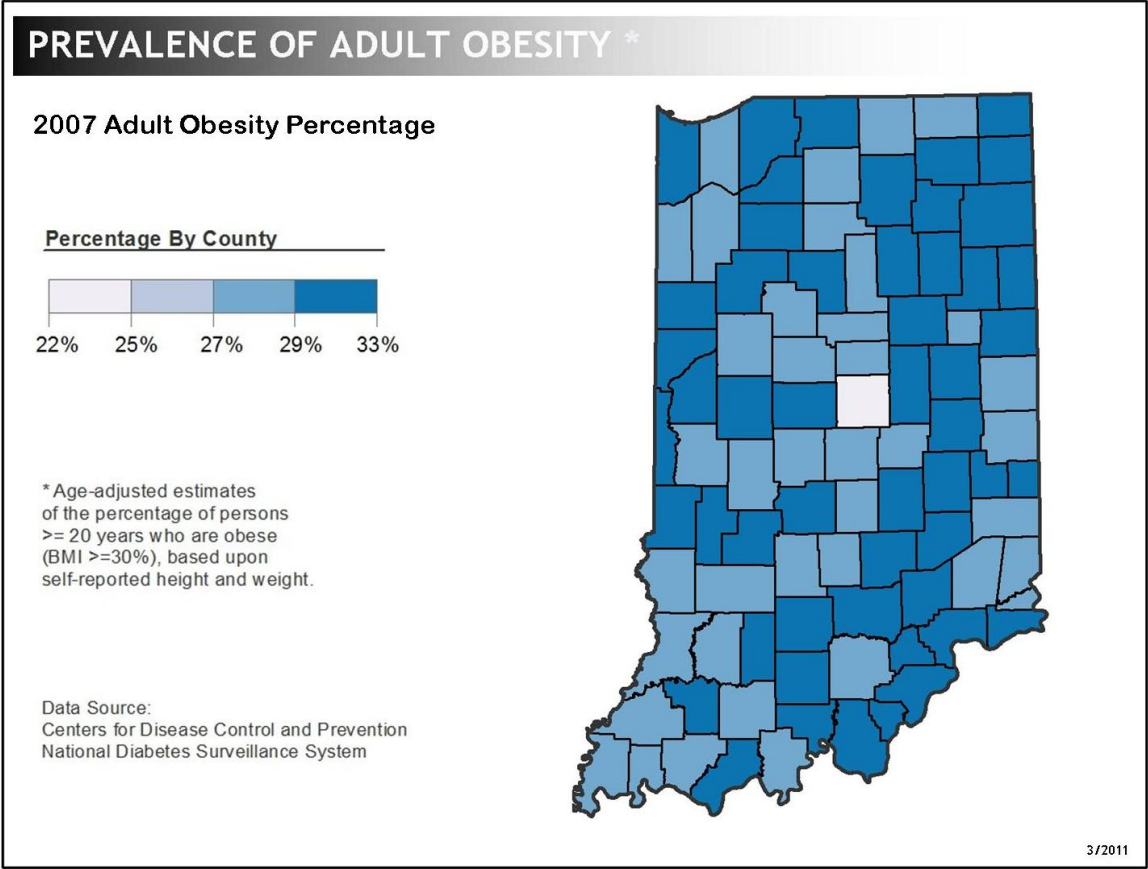 PREVALENCE OF ADULT OBESITY *
2007 Adult Obesity Percentage
Percentage By County
22% 25% 27% 29% 33%
* Age-adjusted estimates
of the percentage of persons
>= 20 years who are obese
(BMI >=30%), based upon
self-reported height and weight.
Data Source:
Centers for Disease Control and Prevention
National Diabetes Surveillance System
3/2011